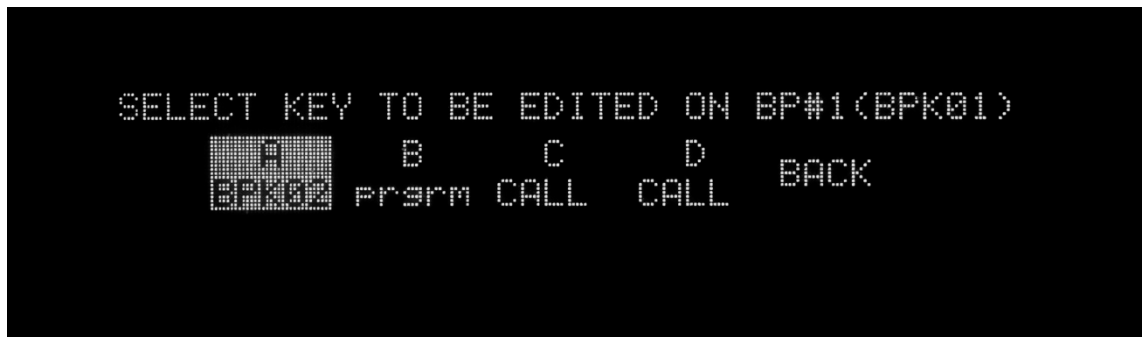 SELECT KEY TO BE EDITED ON BP#1(BPK01)
A B C D
BPK02 prgrm CALL CALL BACK